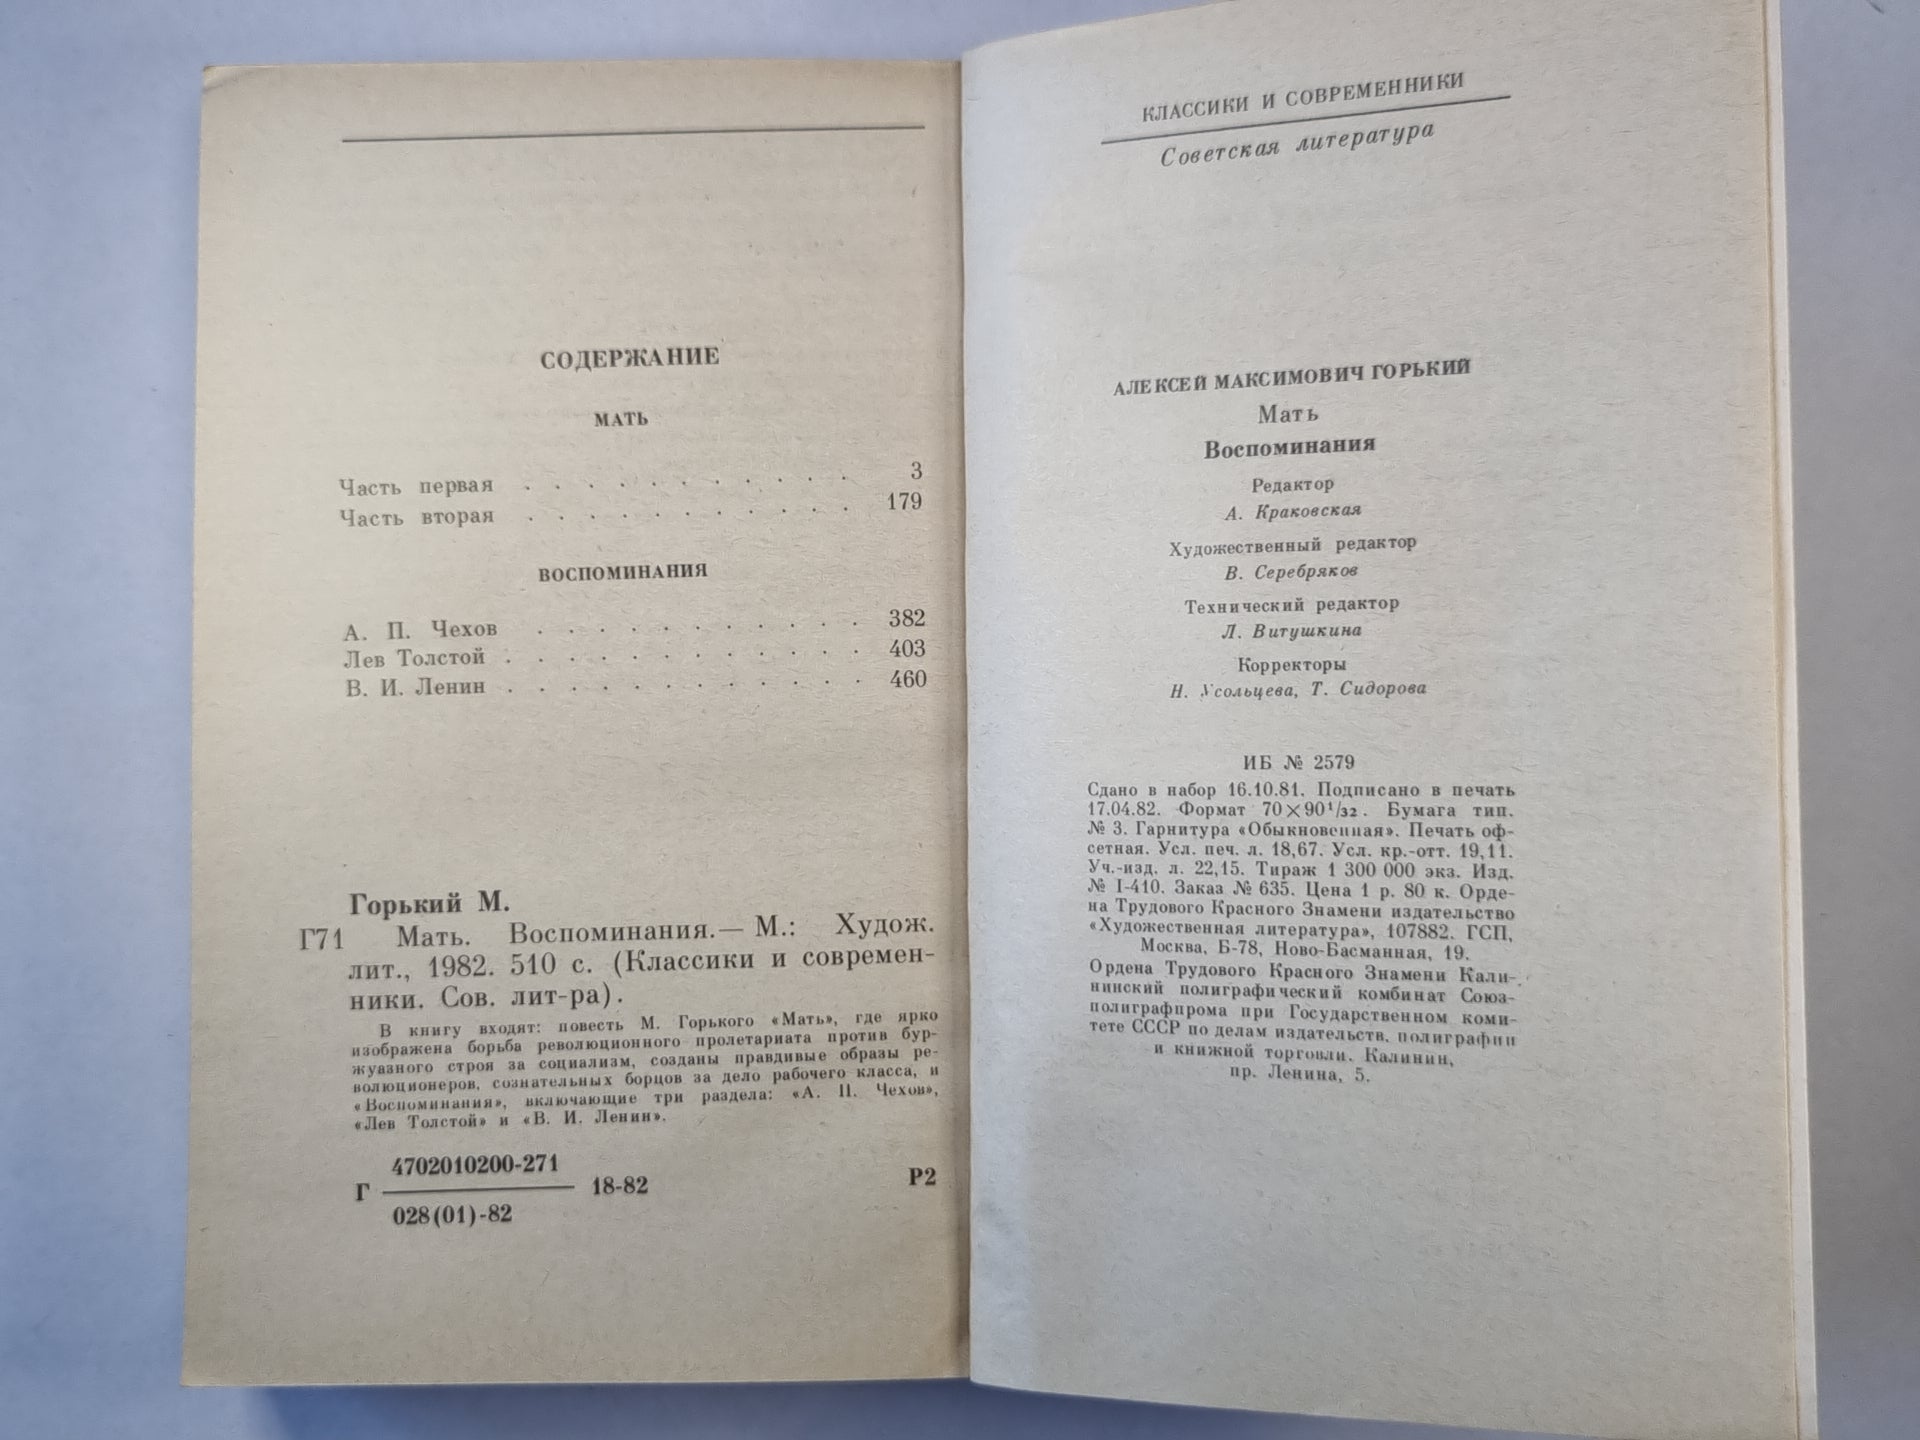 СОДЕРЖАНИЕ
МАТЬ
Часть первая . . . . . . . . . . . 3
Часть вторая . . . . . . . . . . . 179
ВОСПОМИНАНИЯ
А. П. Чехов . . . . . . . . . . . 382
Лев Толстой . . . . . . . . . . . . 403
В. И. Ленин . . . . . . . . . . . . 460
Горький М.
Г71 Мать. Воспоминания.— М.: Худож.
лит., 1982. 510 с. (Классики и современ-
ники. Сов. лит-ра).
В книгу входят: повесть М. Горького «Мать», где ярко
изображена борьба революционного пролетариата против бур-
жуазного строя за социализм, созданы правдивые образы ре-
волюционеров, сознательных борцов за дело рабочего класса, и
«Воспоминания», включающие три раздела: «А. П. Чехов»,
«Лев Толстой» и «В. И. Ленин».
4702010200-271
Г 18-82 Р2
028(01)-82
КЛАССИКИ И СОВРЕМЕННИКИ
Советская литература
АЛЕКСЕЙ МАКСИМОВИЧ ГОРЬКИЙ
Мать
Воспоминания
Редактор
А. Краковская
Художественный редактор
В. Серебряков
Технический редактор
Л. Витушкина
Корректоры
Н. Усольцева, Т. Сидорова
ИБ № 2579
Сдано в набор 16.10.81. Подписано в печать
17.04.82. Формат 70×90¹/₃₂. Бумага тип.
№ 3. Гарнитура «Обыкновенная». Печать оф-
сетная. Усл. печ. л. 18,67. Усл. кр.-отт. 19,11.
Уч.-изд. л. 22,15. Тираж 1 300 000 экз. Изд.
№ I-410. Заказ № 635. Цена 1 р. 80 к. Орде-
на Трудового Красного Знамени издательство
«Художественная литература», 107882. ГСП,
Москва, Б-78, Ново-Басманная, 19.
Ордена Трудового Красного Знамени Кали-
нинский полиграфический комбинат Союз-
полиграфпрома при Государственном коми-
тете СССР по делам издательств, полиграфии
и книжной торговли. Калинин,
пр. Ленина, 5.